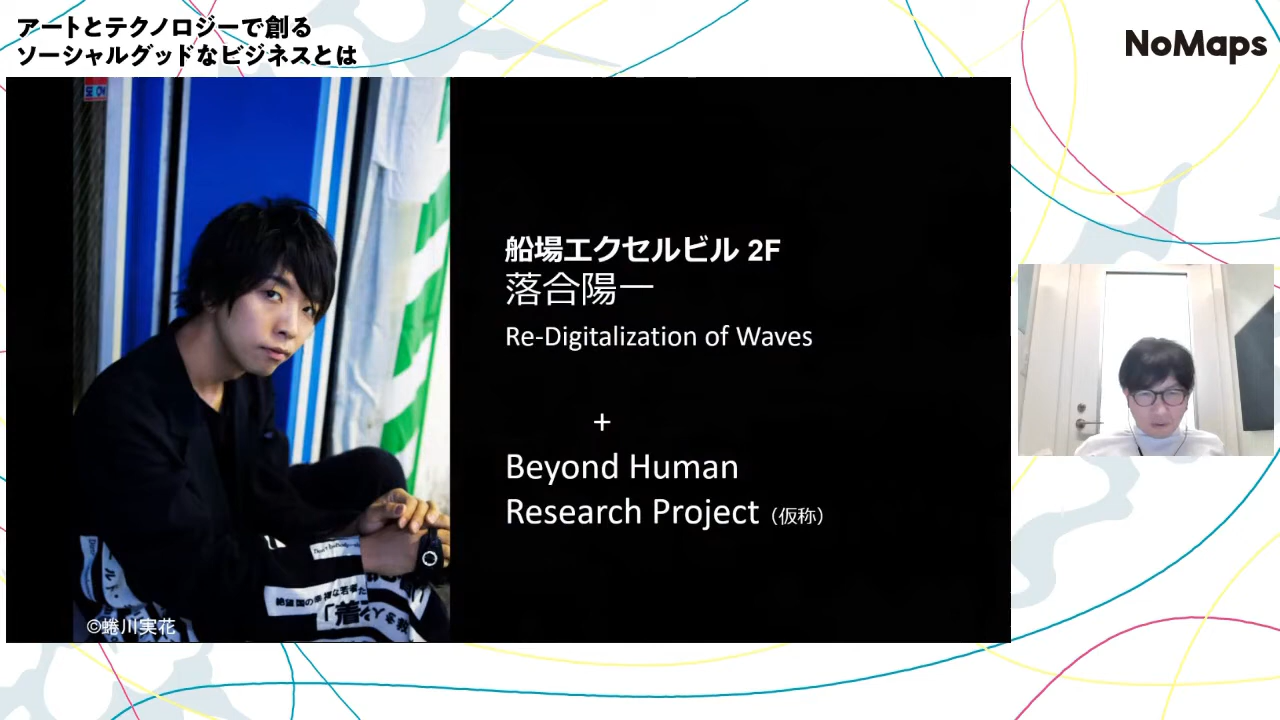 アートとテクノロジーで創る
ソーシャルグッドなビジネスとは
NoMaps
船場エクセルビル 2F
落合陽一
Re-Digitalization of Waves
+
Beyond Human
Research Project（仮称）
©蜷川実花